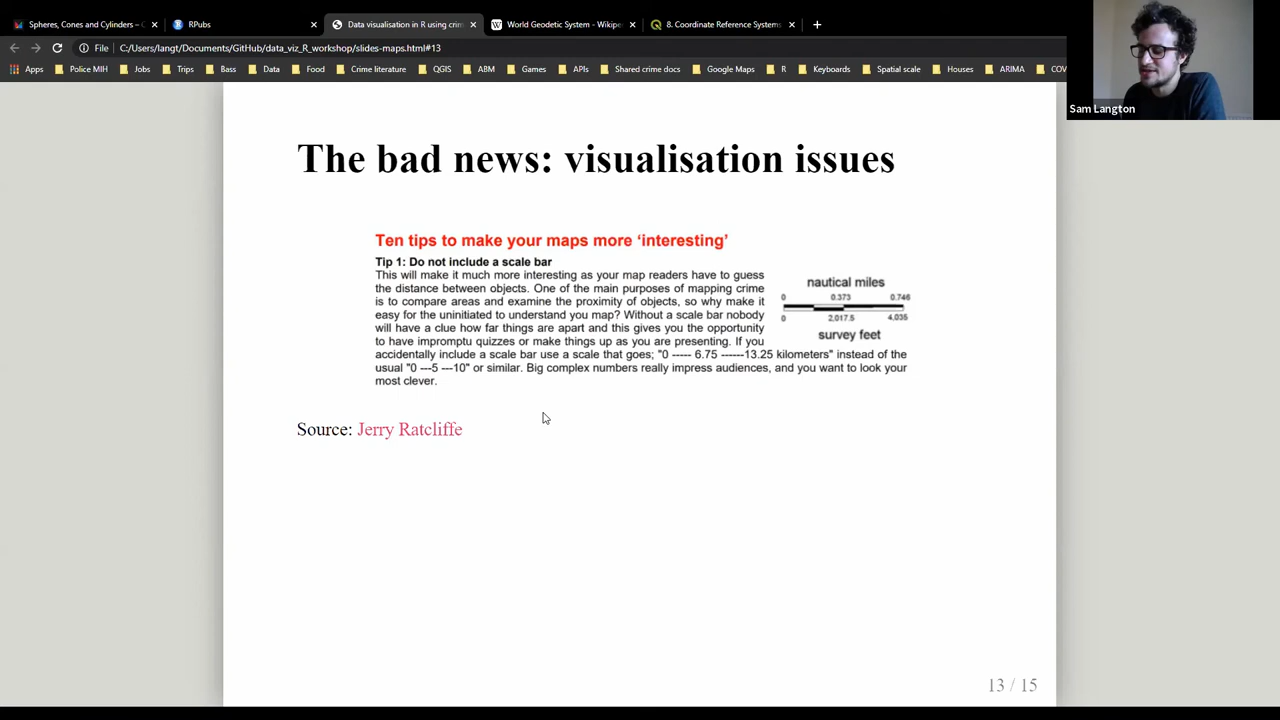 Spheres, Cones and Cylinders –
RPubs
Data visualisation in R using crim
World Geodetic System - Wikipe
8. Coordinate Reference Systems
File
C:/Users/langt/Documents/GitHub/data_viz_R_workshop/slides-maps.html#13
Apps
Police MIH
Jobs
Trips
Bass
Data
Food
Crime literature
QGIS
ABM
Games
APIs
Shared crime docs
Google Maps
R
Keyboards
Spatial scale
Houses
ARIMA
COV
Sam Langton
The bad news: visualisation issues
Ten tips to make your maps more ‘interesting’
Tip 1: Do not include a scale bar
This will make it much more interesting as your map readers have to guess
the distance between objects. One of the main purposes of mapping crime
is to compare areas and examine the proximity of objects, so why make it
easy for the uninitiated to understand you map? Without a scale bar nobody
will have a clue how far things are apart and this gives you the opportunity
to have impromptu quizzes or make things up as you are presenting. If you
accidentally include a scale bar use a scale that goes; "0 ----- 6.75 ------13.25 kilometers" instead of the
usual "0 ---5 ---10" or similar. Big complex numbers really impress audiences, and you want to look your
most clever.
nautical miles
0 0.373 0.746
0 2,017.5 4,035
survey feet
Source: Jerry Ratcliffe
13 / 15